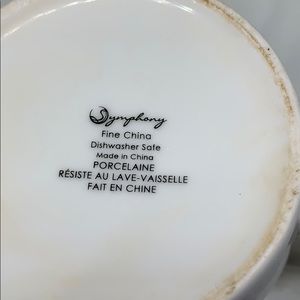 Symphony
Fine China
Dishwasher Safe
Made in China
PORCELAINE
RÉSISTE AU LAVE-VAISSELLE
FAIT EN CHINE